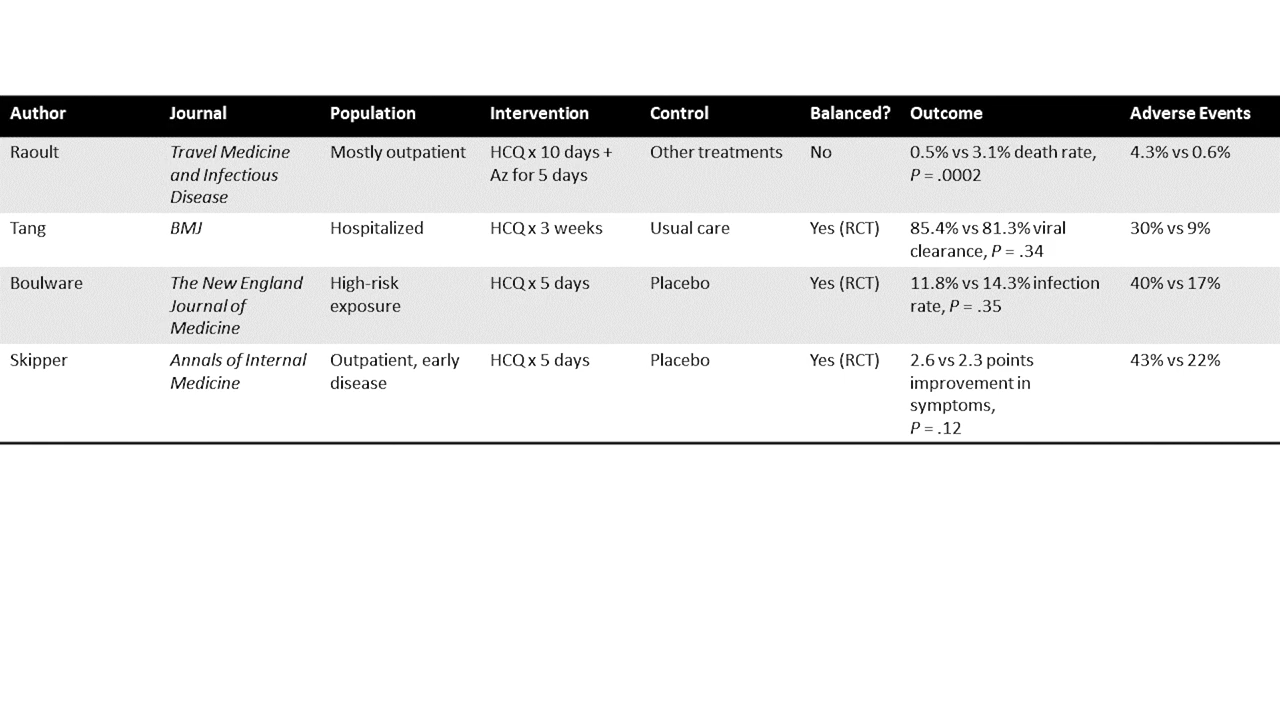 Author Journal Population Intervention Control Balanced? Outcome Adverse Events
Raoult Travel Medicine Mostly outpatient HCQ x 10 days + Other treatments No 0.5% vs 3.1% death rate, 4.3% vs 0.6%
and Infectious Az for 5 days P = .0002
Disease
Tang BMJ Hospitalized HCQ x 3 weeks Usual care Yes (RCT) 85.4% vs 81.3% viral 30% vs 9%
clearance, P = .34
Boulware The New England High-risk HCQ x 5 days Placebo Yes (RCT) 11.8% vs 14.3% infection 40% vs 17%
Journal of exposure rate, P = .35
Medicine
Skipper Annals of Internal Outpatient, early HCQ x 5 days Placebo Yes (RCT) 2.6 vs 2.3 points 43% vs 22%
Medicine disease improvement in
symptoms,
P = .12